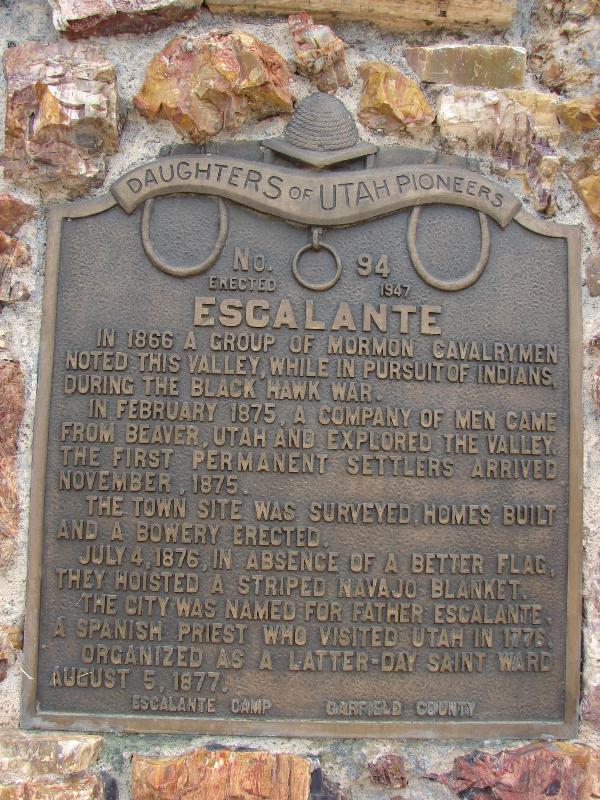 DAUGHTERS OF UTAH PIONEERS
No. 94
ERECTED 1947
ESCALANTE
IN 1866 A GROUP OF MORMON CAVALRYMEN
NOTED THIS VALLEY, WHILE IN PURSUIT OF INDIANS,
DURING THE BLACK HAWK WAR.
IN FEBRUARY 1875, A COMPANY OF MEN CAME
FROM BEAVER, UTAH AND EXPLORED THE VALLEY.
THE FIRST PERMANENT SETTLERS ARRIVED
NOVEMBER, 1875.
THE TOWN SITE WAS SURVEYED, HOMES BUILT
AND A BOWERY ERECTED.
JULY 4, 1876, IN ABSENCE OF A BETTER FLAG,
THEY HOISTED A STRIPED NAVAJO BLANKET.
THE CITY WAS NAMED FOR FATHER ESCALANTE.
A SPANISH PRIEST WHO VISITED UTAH IN 1776.
ORGANIZED AS A LATTER-DAY SAINT WARD
AUGUST 5, 1877.
ESCALANTE CAMP GARFIELD COUNTY